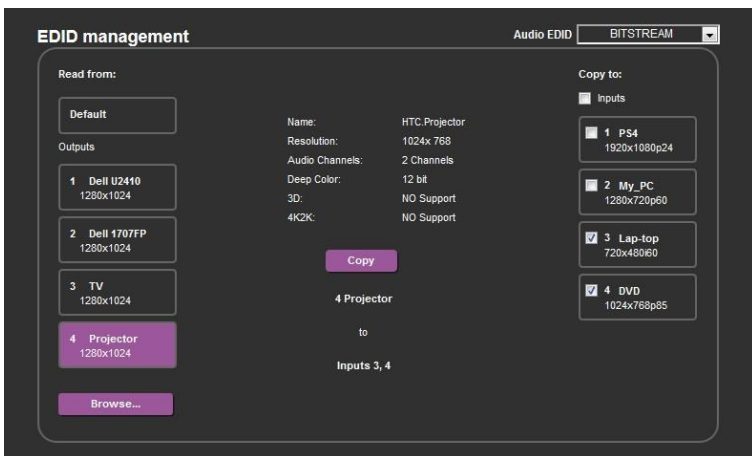 EDID management
Audio EDID BITSTREAM
Read from:
Default
Outputs
1 Dell U2410
1280x1024
2 Dell 1707FP
1280x1024
3 TV
1280x1024
4 Projector
1280x1024
Browse...
Name: HTC.Projector
Resolution: 1024x 768
Audio Channels: 2 Channels
Deep Color: 12 bit
3D: NO Support
4K2K: NO Support
Copy
4 Projector
to
Inputs 3, 4
Copy to:
Inputs
1 PS4
1920x1080p24
2 My_PC
1280x720p60
3 Lap-top
720x480i60
4 DVD
1024x768p85